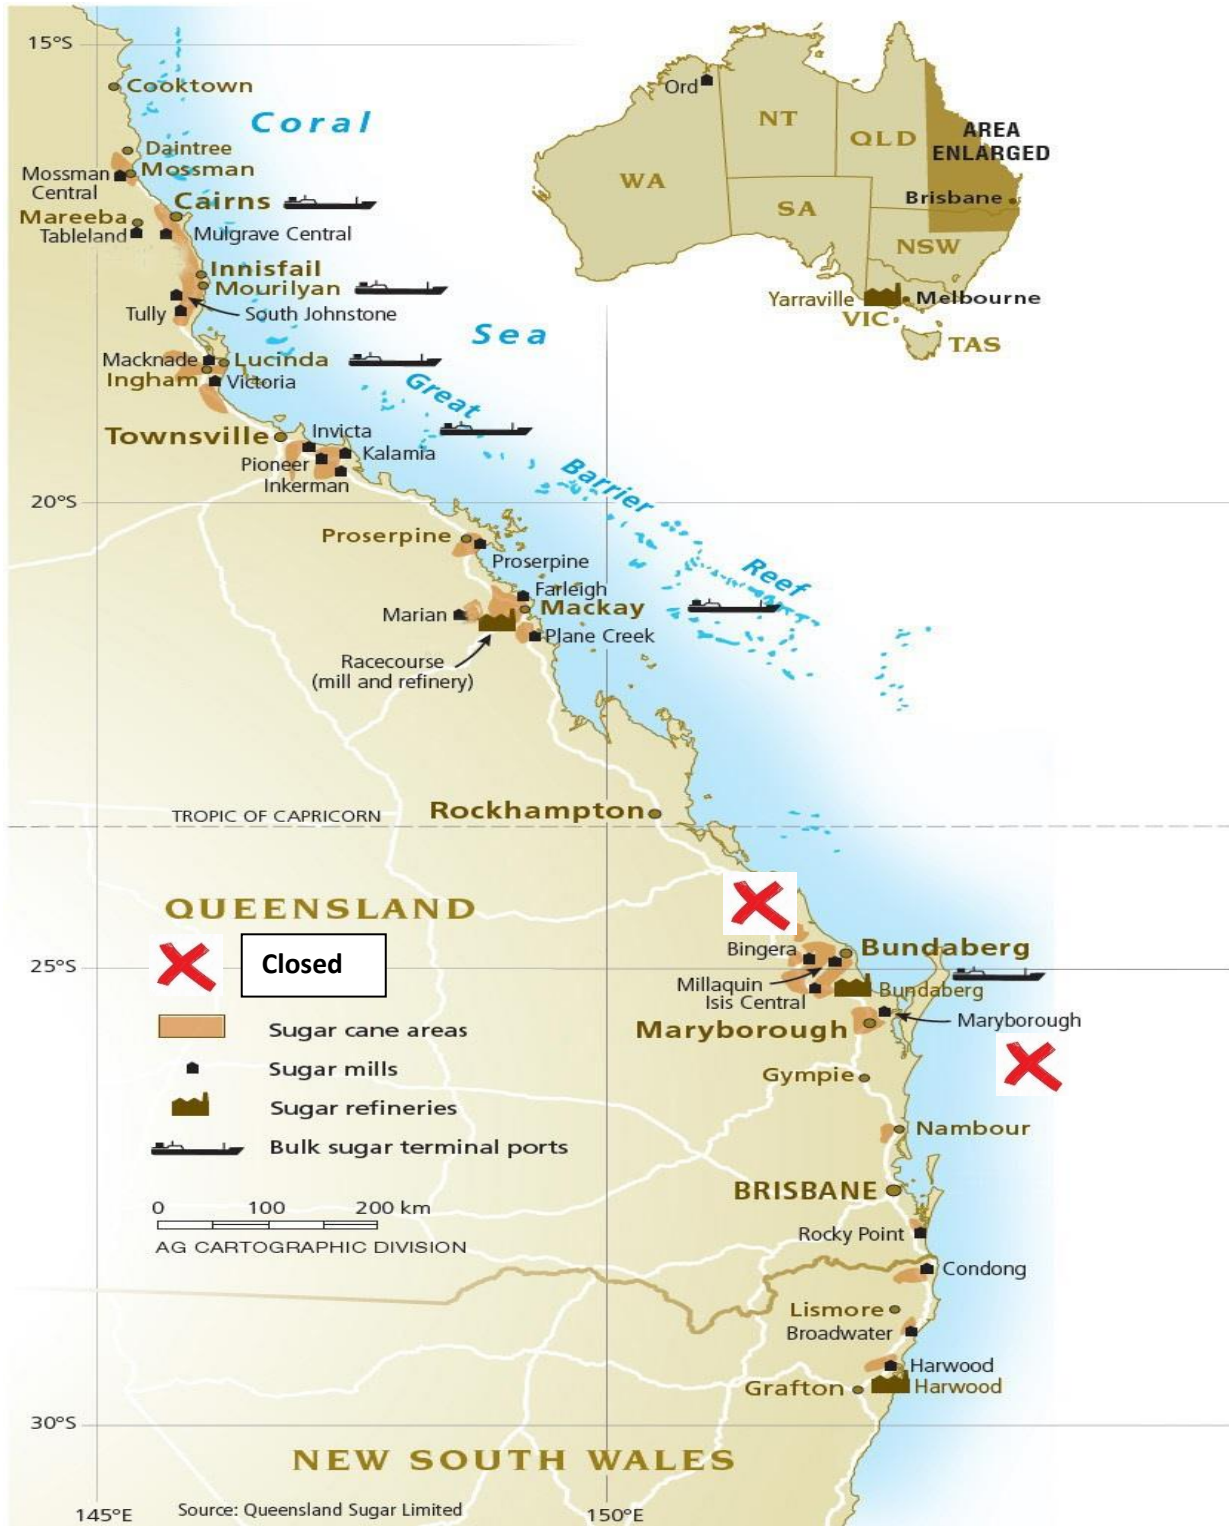 15°S
Cooktown
Coral
Daintree
Mossman
Mossman
Central
Cairns
Mareeba
Tableland
Mulgrave Central
Innisfail
Mourilyan
Tully
South Johnstone
Sea
Macknade
Lucinda
Ingham
Victoria
Great
Townsville
Invicta
Kalamia
Pioneer
Inkerman
Barrier
20°S
Proserpine
Proserpine
Reef
Farleigh
Marian
Mackay
Plane Creek
Racecourse
(mill and refinery)
Rockhampton
TROPIC OF CAPRICORN
QUEENSLAND
Closed
Bingera
Bundaberg
25°S
Millaquin
Isis Central
Bundaberg
Maryborough
Maryborough
Sugar cane areas
Sugar mills
Gympie
Sugar refineries
Nambour
Bulk sugar terminal ports
BRISBANE
0 100 200 km
AG CARTOGRAPHIC DIVISION
Rocky Point
Condong
Lismore
Broadwater
Harwood
Harwood
Grafton
30°S
NEW SOUTH WALES
145°E
Source: Queensland Sugar Limited
150°E
Ord
NT
QLD
AREA
ENLARGED
WA
SA
Brisbane
NSW
Yarraville
Melbourne
VIC
TAS